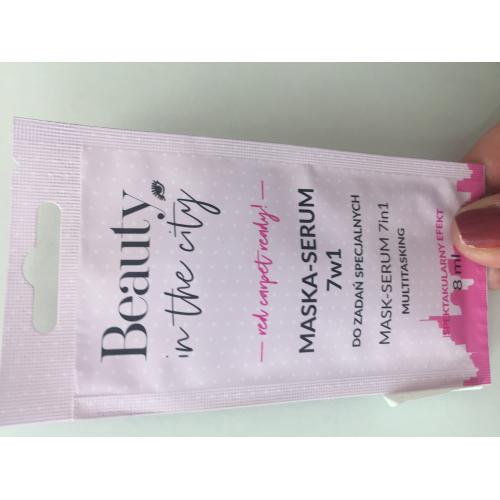 Beauty
in the city
— red carpet ready! —
MASKA-SERUM
7w1
DO ZADAŃ SPECJALNYCH
MASK-SERUM 7in1
MULTITASKING
SPEKTAKULARNY EFEKT
8 ml